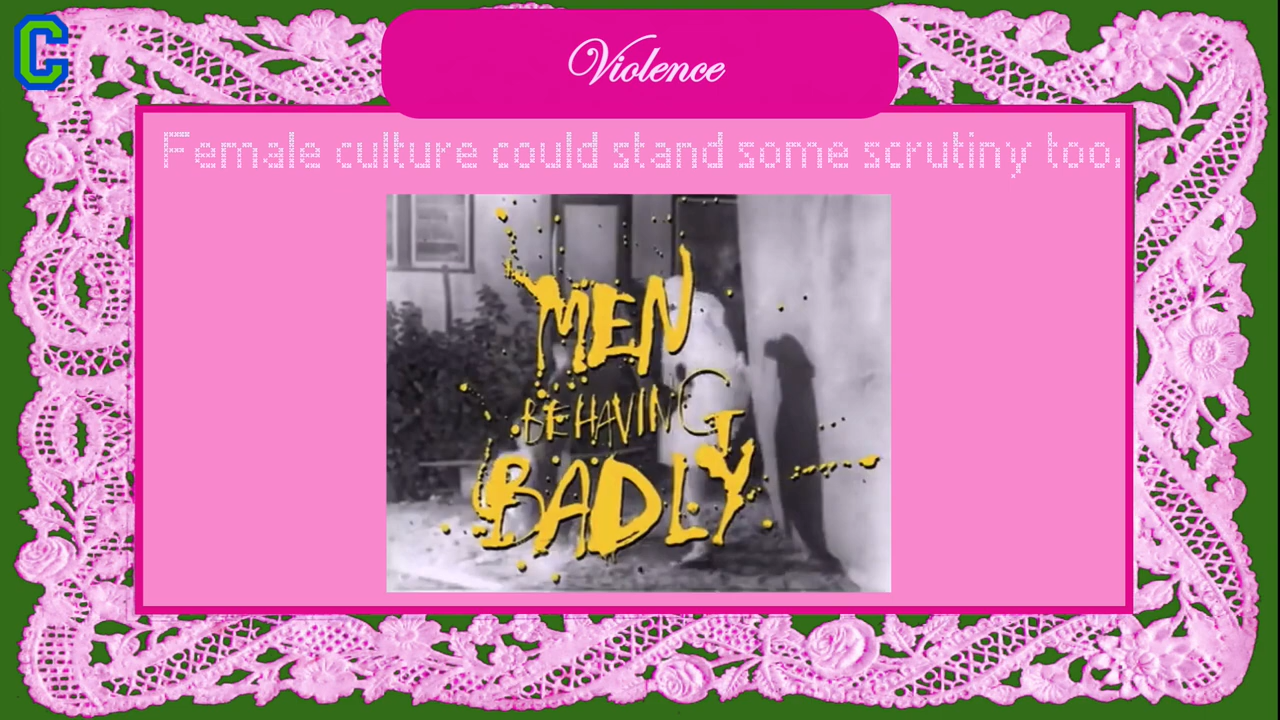 C
Violence
Female culture could stand some scrutiny too.
MEN
BEHAVING
BADLY